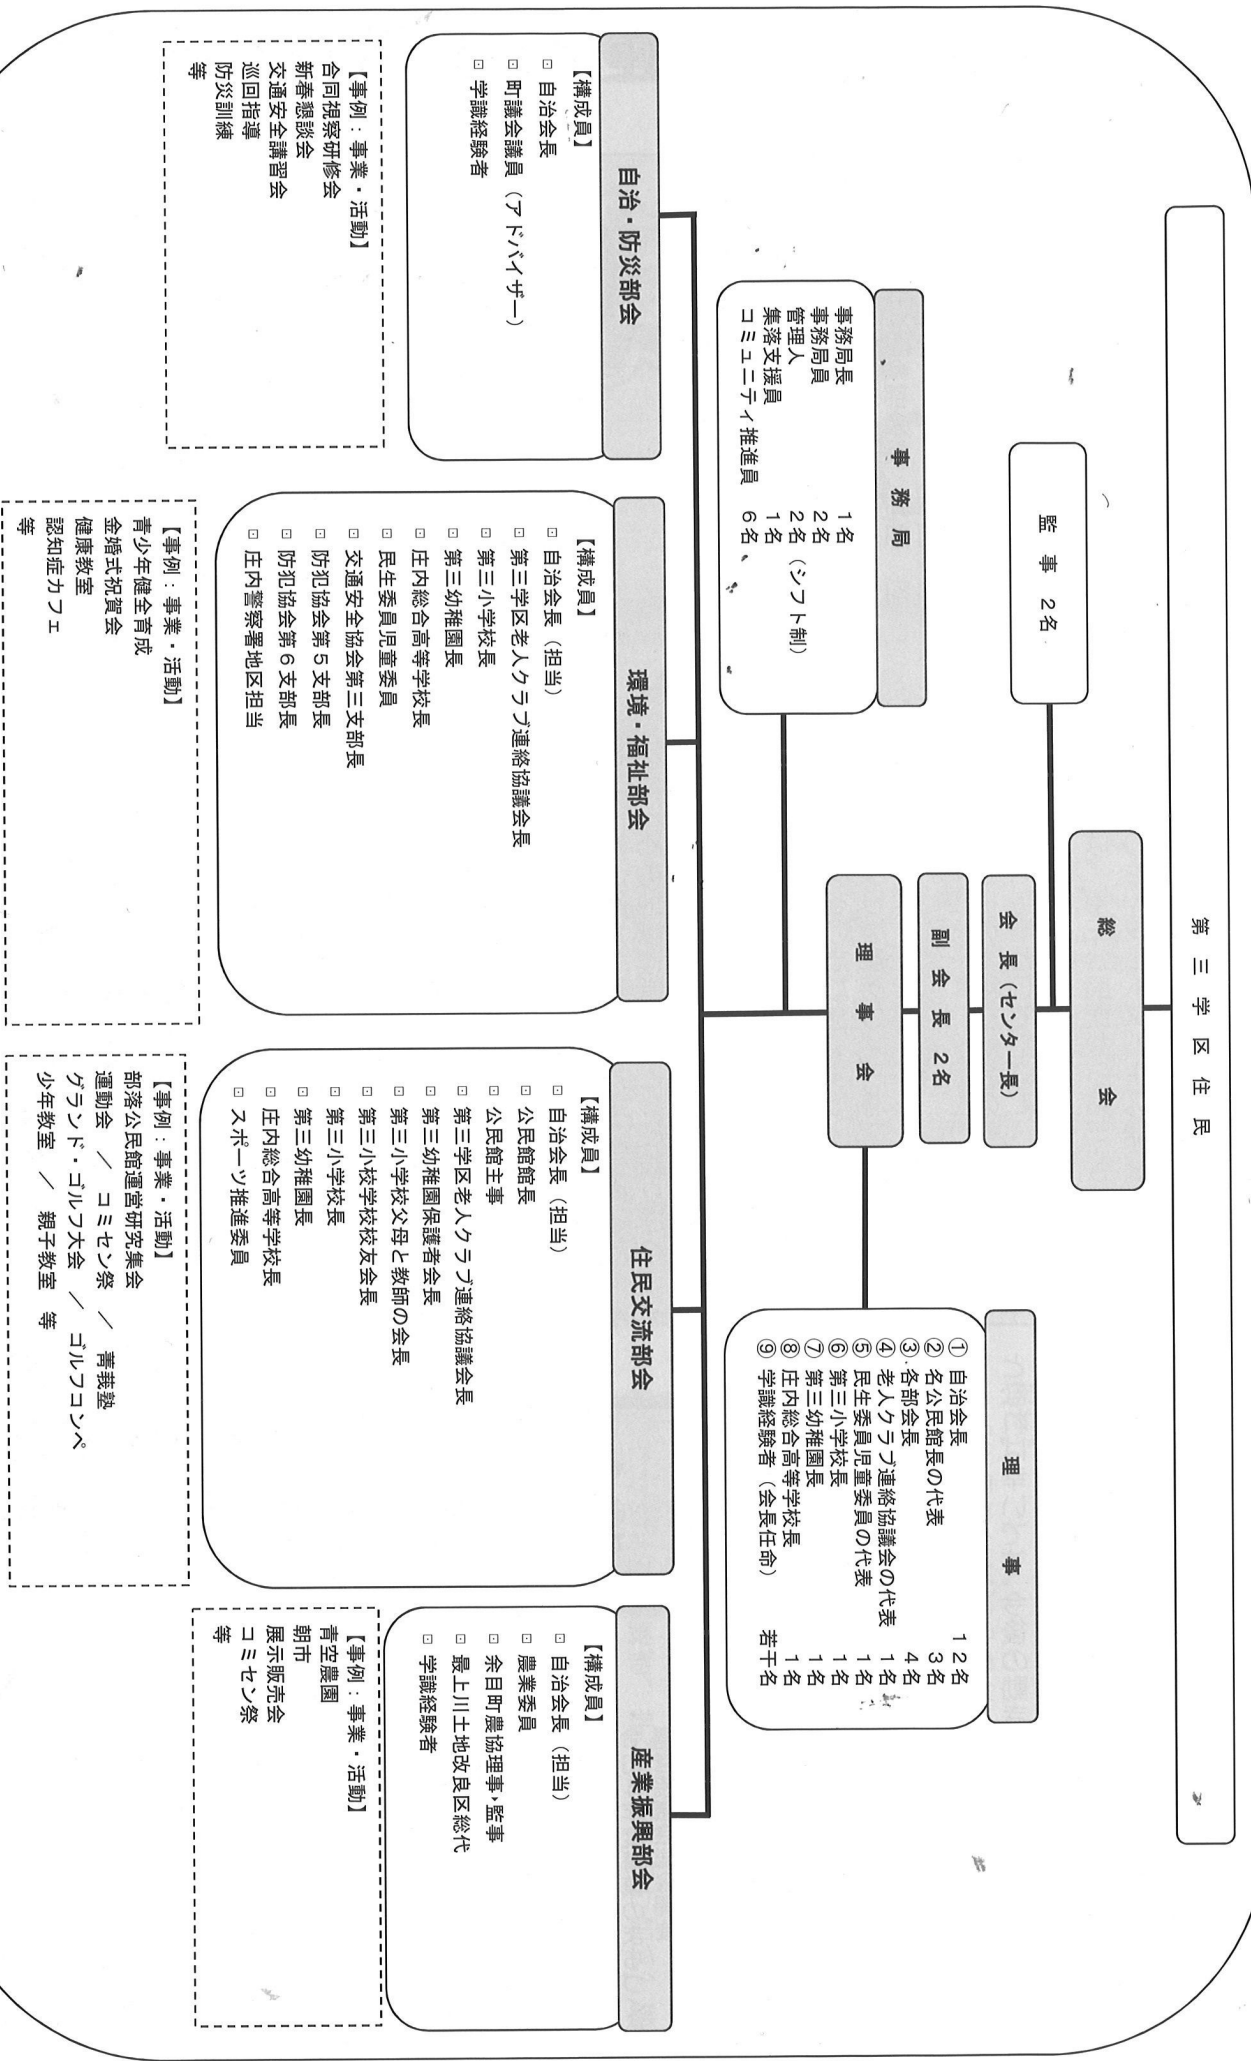 第三学区住民
総会
監事 2名
会長(センター長)
副会長 2名
理事会
事務局
事務局長 1名
事務局員 2名
管理人 2名(シフト制)
集落支援員 1名
コミュニティ推進員 6名
理事
① 自治会長 12名
② 名公民館長の代表 3名
③ 各部会長 4名
④ 老人クラブ連絡協議会の代表 1名
⑤ 民生委員児童委員の代表 1名
⑥ 第三小学校長 1名
⑦ 第三幼稚園長 1名
⑧ 庄内総合高等学校長 1名
⑨ 学識経験者(会長任命) 若干名
自治・防災部会
【構成員】
自治会長
町議会議員(アドバイザー)
学識経験者
【事例:事業・活動】
合同視察研修会
新春懇談会
交通安全講習会
巡回指導
防災訓練
等
環境・福祉部会
【構成員】
自治会長(担当)
第三学区老人クラブ連絡協議会長
第三小学校長
第三幼稚園長
庄内総合高等学校長
民生委員児童委員
交通安全協会第三支部長
防犯協会第5支部長
防犯協会第6支部長
庄内警察署地区担当
【事例:事業・活動】
青少年健全育成
金婚式祝賀会
健康教室
認知症カフェ
等
住民交流部会
【構成員】
自治会長(担当)
公民館館長
公民館主事
第三学区老人クラブ連絡協議会長
第三幼稚園保護者会長
第三小学校父母と教師の会長
第三小校学校校友会長
第三小学校長
第三幼稚園長
庄内総合高等学校長
スポーツ推進委員
【事例:事業・活動】
部落公民館運営研究集会
運動会 / コミセン祭 / 菁莪塾
グランド・ゴルフ大会 / ゴルフコンペ
少年教室 / 親子教室 等
産業振興部会
【構成員】
自治会長(担当)
農業委員
余目町農協理事・監事
最上川土地改良区総代
学識経験者
【事例:事業・活動】
青空農園
朝市
展示販売会
コミセン祭
等